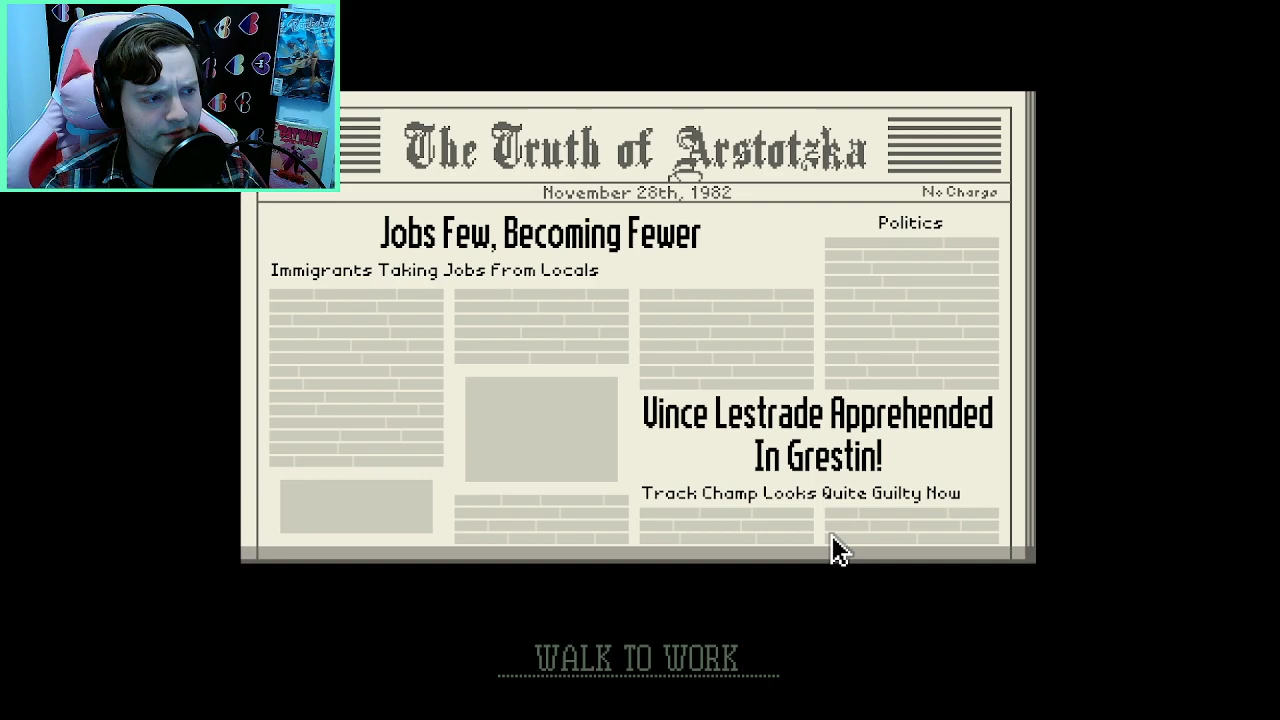 The Truth of Arstotzka
November 28th, 1982
No Charge
Jobs Few, Becoming Fewer
Immigrants Taking Jobs From Locals
Politics
Vince Lestrade Apprehended
In Grestin!
Track Champ Looks Quite Guilty Now
WALK TO WORK